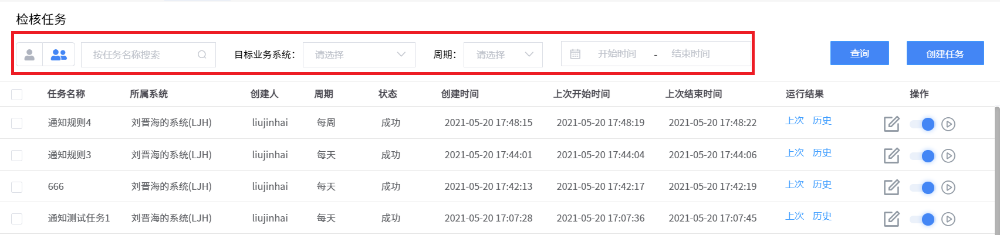 检核任务
按任务名称搜索 目标业务系统： 请选择 周期： 请选择 开始时间 - 结束时间 查询 创建任务
任务名称 所属系统 创建人 周期 状态 创建时间 上次开始时间 上次结束时间 运行结果 操作
通知规则4 刘晋海的系统(LJH) liujinhai 每周 成功 2021-05-20 17:48:15 2021-05-20 17:48:19 2021-05-20 17:48:22 上次 历史
通知规则3 刘晋海的系统(LJH) liujinhai 每天 成功 2021-05-20 17:44:01 2021-05-20 17:44:04 2021-05-20 17:44:06 上次 历史
666 刘晋海的系统(LJH) liujinhai 每天 成功 2021-05-20 17:42:13 2021-05-20 17:42:17 2021-05-20 17:42:19 上次 历史
通知测试任务1 刘晋海的系统(LJH) liujinhai 每天 成功 2021-05-20 17:07:28 2021-05-20 17:07:36 2021-05-20 17:07:45 上次 历史